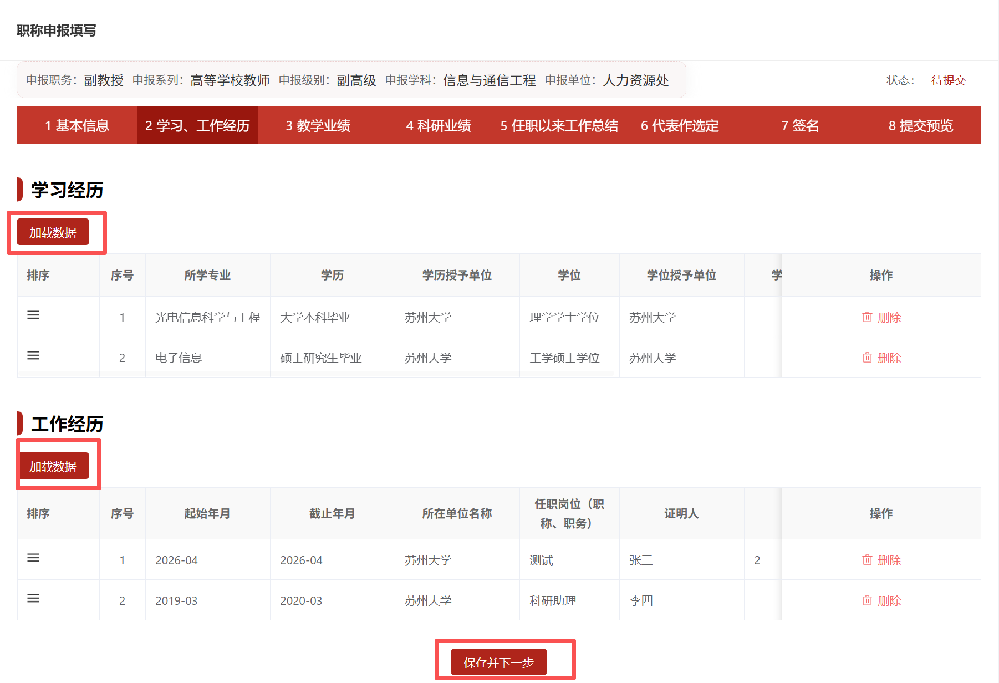 职称申报填写
申报职务：副教授 申报系列：高等学校教师 申报级别：副高级 申报学科：信息与通信工程 申报单位：人力资源处 状态： 待提交
1 基本信息 2 学习、工作经历 3 教学业绩 4 科研业绩 5 任职以来工作总结 6 代表作选定 7 签名 8 提交预览
学习经历
加载数据
排序 序号 所学专业 学历 学历授予单位 学位 学位授予单位 学 操作
1 光电信息科学与工程 大学本科毕业 苏州大学 理学学士学位 苏州大学 删除
2 电子信息 硕士研究生毕业 苏州大学 工学硕士学位 苏州大学 删除
工作经历
加载数据
排序 序号 起始年月 截止年月 所在单位名称 任职岗位（职称、职务） 证明人 操作
1 2026-04 2026-04 苏州大学 测试 张三 2 删除
2 2019-03 2020-03 苏州大学 科研助理 李四 删除
保存并下一步